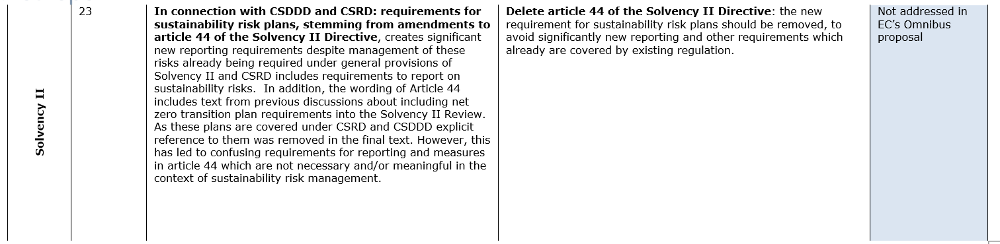 Solvency II
23
In connection with CSDDD and CSRD: requirements for
sustainability risk plans, stemming from amendments to
article 44 of the Solvency II Directive, creates significant
new reporting requirements despite management of these
risks already being required under general provisions of
Solvency II and CSRD includes requirements to report on
sustainability risks.  In addition, the wording of Article 44
includes text from previous discussions about including net
zero transition plan requirements into the Solvency II Review.
As these plans are covered under CSRD and CSDDD explicit
reference to them was removed in the final text. However, this
has led to confusing requirements for reporting and measures
in article 44 which are not necessary and/or meaningful in the
context of sustainability risk management.
Delete article 44 of the Solvency II Directive: the new
requirement for sustainability risk plans should be removed, to
avoid significantly new reporting and other requirements which
already are covered by existing regulation.
Not addressed in
EC’s Omnibus
proposal